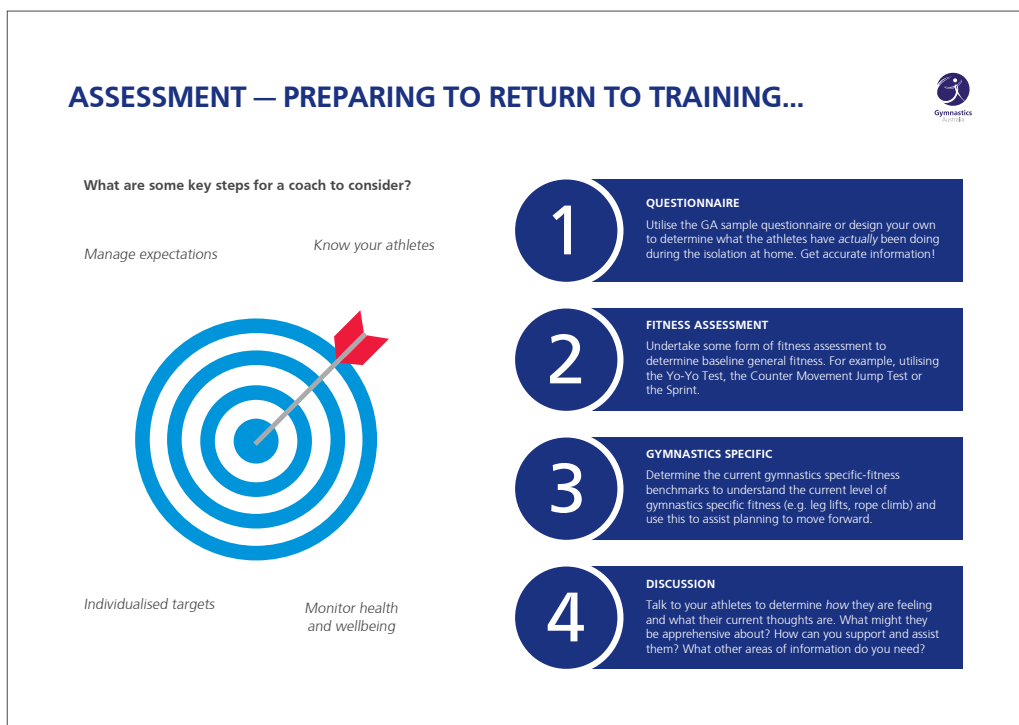 ASSESSMENT — PREPARING TO RETURN TO TRAINING...
Gymnastics
Australia
What are some key steps for a coach to consider?
Manage expectations
Know your athletes
Individualised targets
Monitor health
and wellbeing
1
QUESTIONNAIRE
Utilise the GA sample questionnaire or design your own
to determine what the athletes have actually been doing
during the isolation at home. Get accurate information!
2
FITNESS ASSESSMENT
Undertake some form of fitness assessment to
determine baseline general fitness. For example, utilising
the Yo-Yo Test, the Counter Movement Jump Test or
the Sprint.
3
GYMNASTICS SPECIFIC
Determine the current gymnastics specific-fitness
benchmarks to understand the current level of
gymnastics specific fitness (e.g. leg lifts, rope climb) and
use this to assist planning to move forward.
4
DISCUSSION
Talk to your athletes to determine how they are feeling
and what their current thoughts are. What might they
be apprehensive about? How can you support and assist
them? What other areas of information do you need?